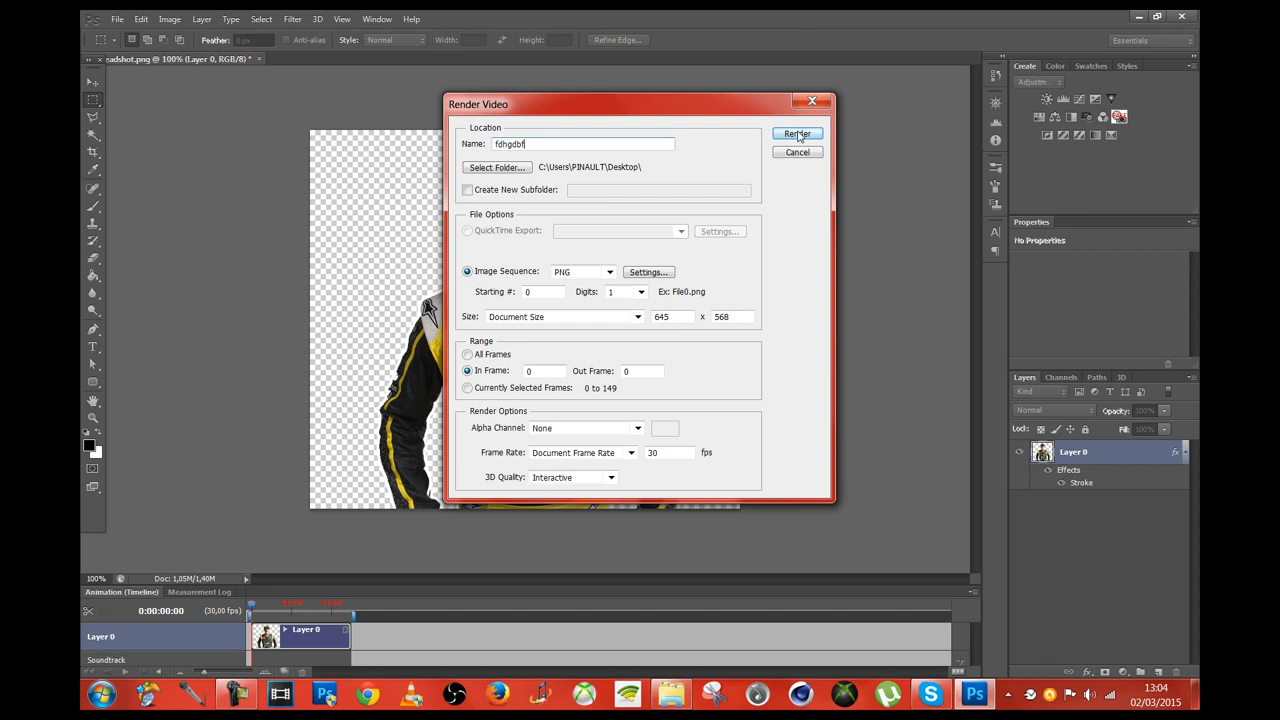 File Edit Image Layer Type Select Filter 3D View Window Help
Feather: 0 px Anti-alias Style: Normal Width: Height: Refine Edge... Essentials
eadshot.png @ 100% (Layer 0, RGB/8) * ×
Render Video
Location
Name: fdhgdbf
Select Folder... C:\Users\PINAULT\Desktop\
Create New Subfolder:
File Options
QuickTime Export: Settings...
Image Sequence: PNG Settings...
Starting #: 0 Digits: 1 Ex: File0.png
Size: Document Size 645 x 568
Range
All Frames
In Frame: 0 Out Frame: 0
Currently Selected Frames: 0 to 149
Render Options
Alpha Channel: None
Frame Rate: Document Frame Rate 30 fps
3D Quality: Interactive
Render
Cancel
Create Color Swatches Styles
Adjustm...
Properties
No Properties
Layers Channels Paths 3D
Kind
Normal Opacity: 100%
Lock: Fill: 100%
Layer 0 fx
Effects
Stroke
100% Doc: 1,05M/1,40M
Animation (Timeline) Measurement Log
0:00:00:00 (30,00 fps)
Layer 0 Layer 0
Soundtrack
13:04
02/03/2015